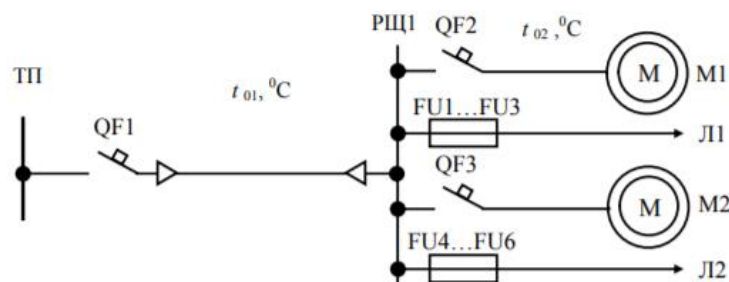 РЩ1
QF2
t 02 ,⁰C
ТП
t 01, ⁰C
M
M1
QF1
FU1…FU3
Л1
QF3
M
M2
FU4…FU6
Л2